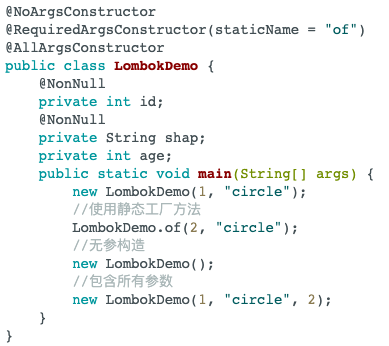 @NoArgsConstructor
@RequiredArgsConstructor(staticName = "of")
@AllArgsConstructor
public class LombokDemo {
    @NonNull
    private int id;
    @NonNull
    private String shap;
    private int age;
    public static void main(String[] args) {
        new LombokDemo(1, "circle");
        //使用静态工厂方法
        LombokDemo.of(2, "circle");
        //无参构造
        new LombokDemo();
        //包含所有参数
        new LombokDemo(1, "circle", 2);
    }
}